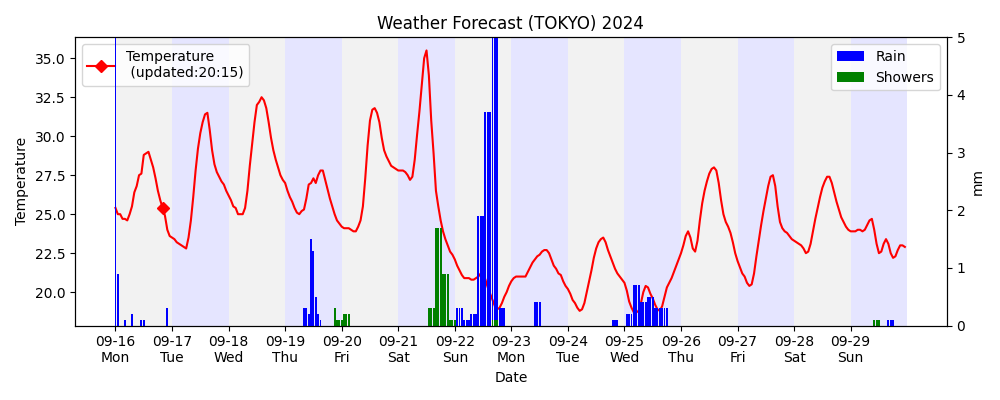 Weather Forecast (TOKYO) 2024
Temperature
(updated:20:15)
Rain
Showers
35.0
32.5
30.0
27.5
25.0
22.5
20.0
Temperature
5
4
3
2
1
0
mm
09-16 09-17 09-18 09-19 09-20 09-21 09-22 09-23 09-24 09-25 09-26 09-27 09-28 09-29
Mon Tue Wed Thu Fri Sat Sun Mon Tue Wed Thu Fri Sat Sun
Date